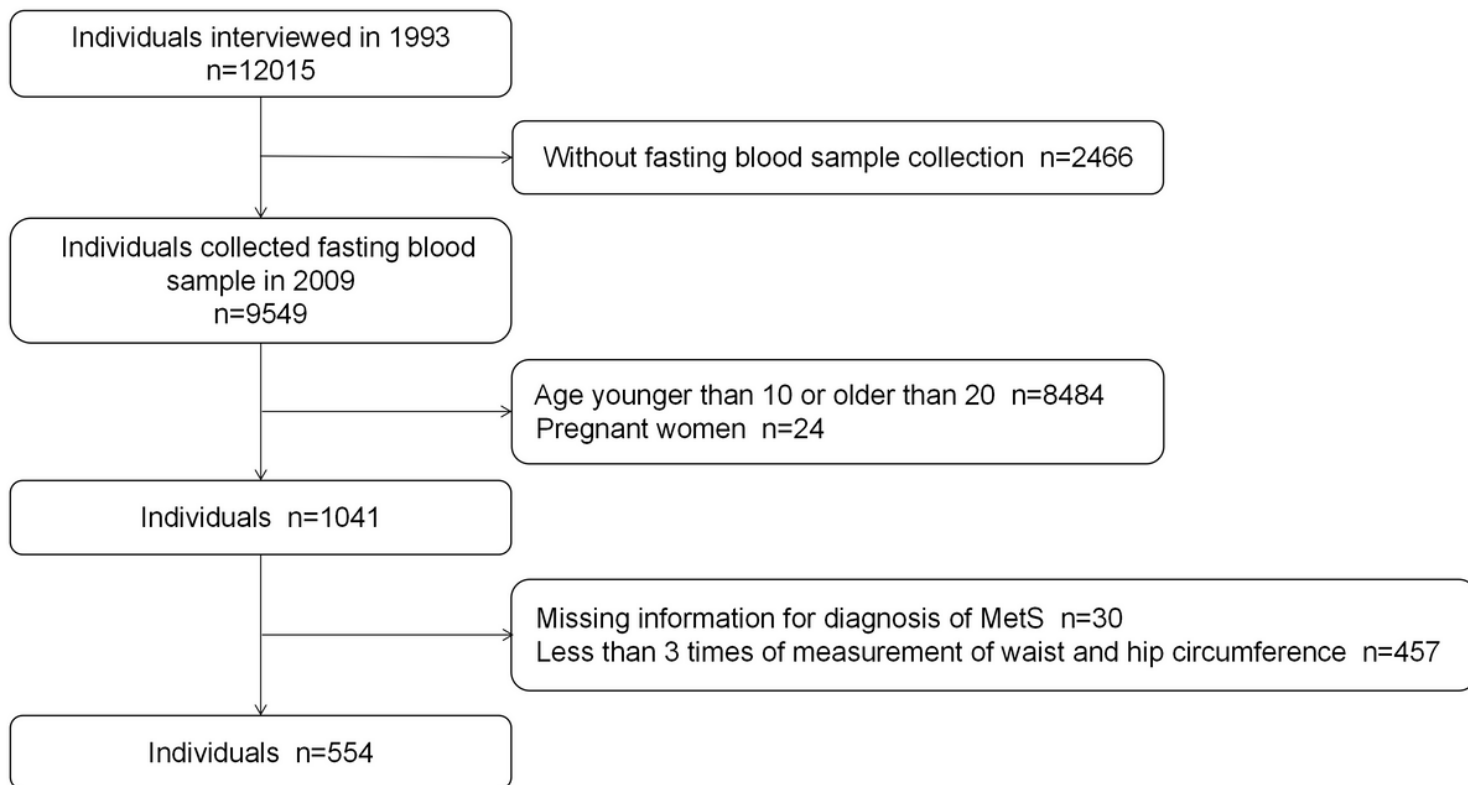 Individuals interviewed in 1993
n=12015
Without fasting blood sample collection n=2466
Individuals collected fasting blood
sample in 2009
n=9549
Age younger than 10 or older than 20 n=8484
Pregnant women n=24
Individuals n=1041
Missing information for diagnosis of MetS n=30
Less than 3 times of measurement of waist and hip circumference n=457
Individuals n=554